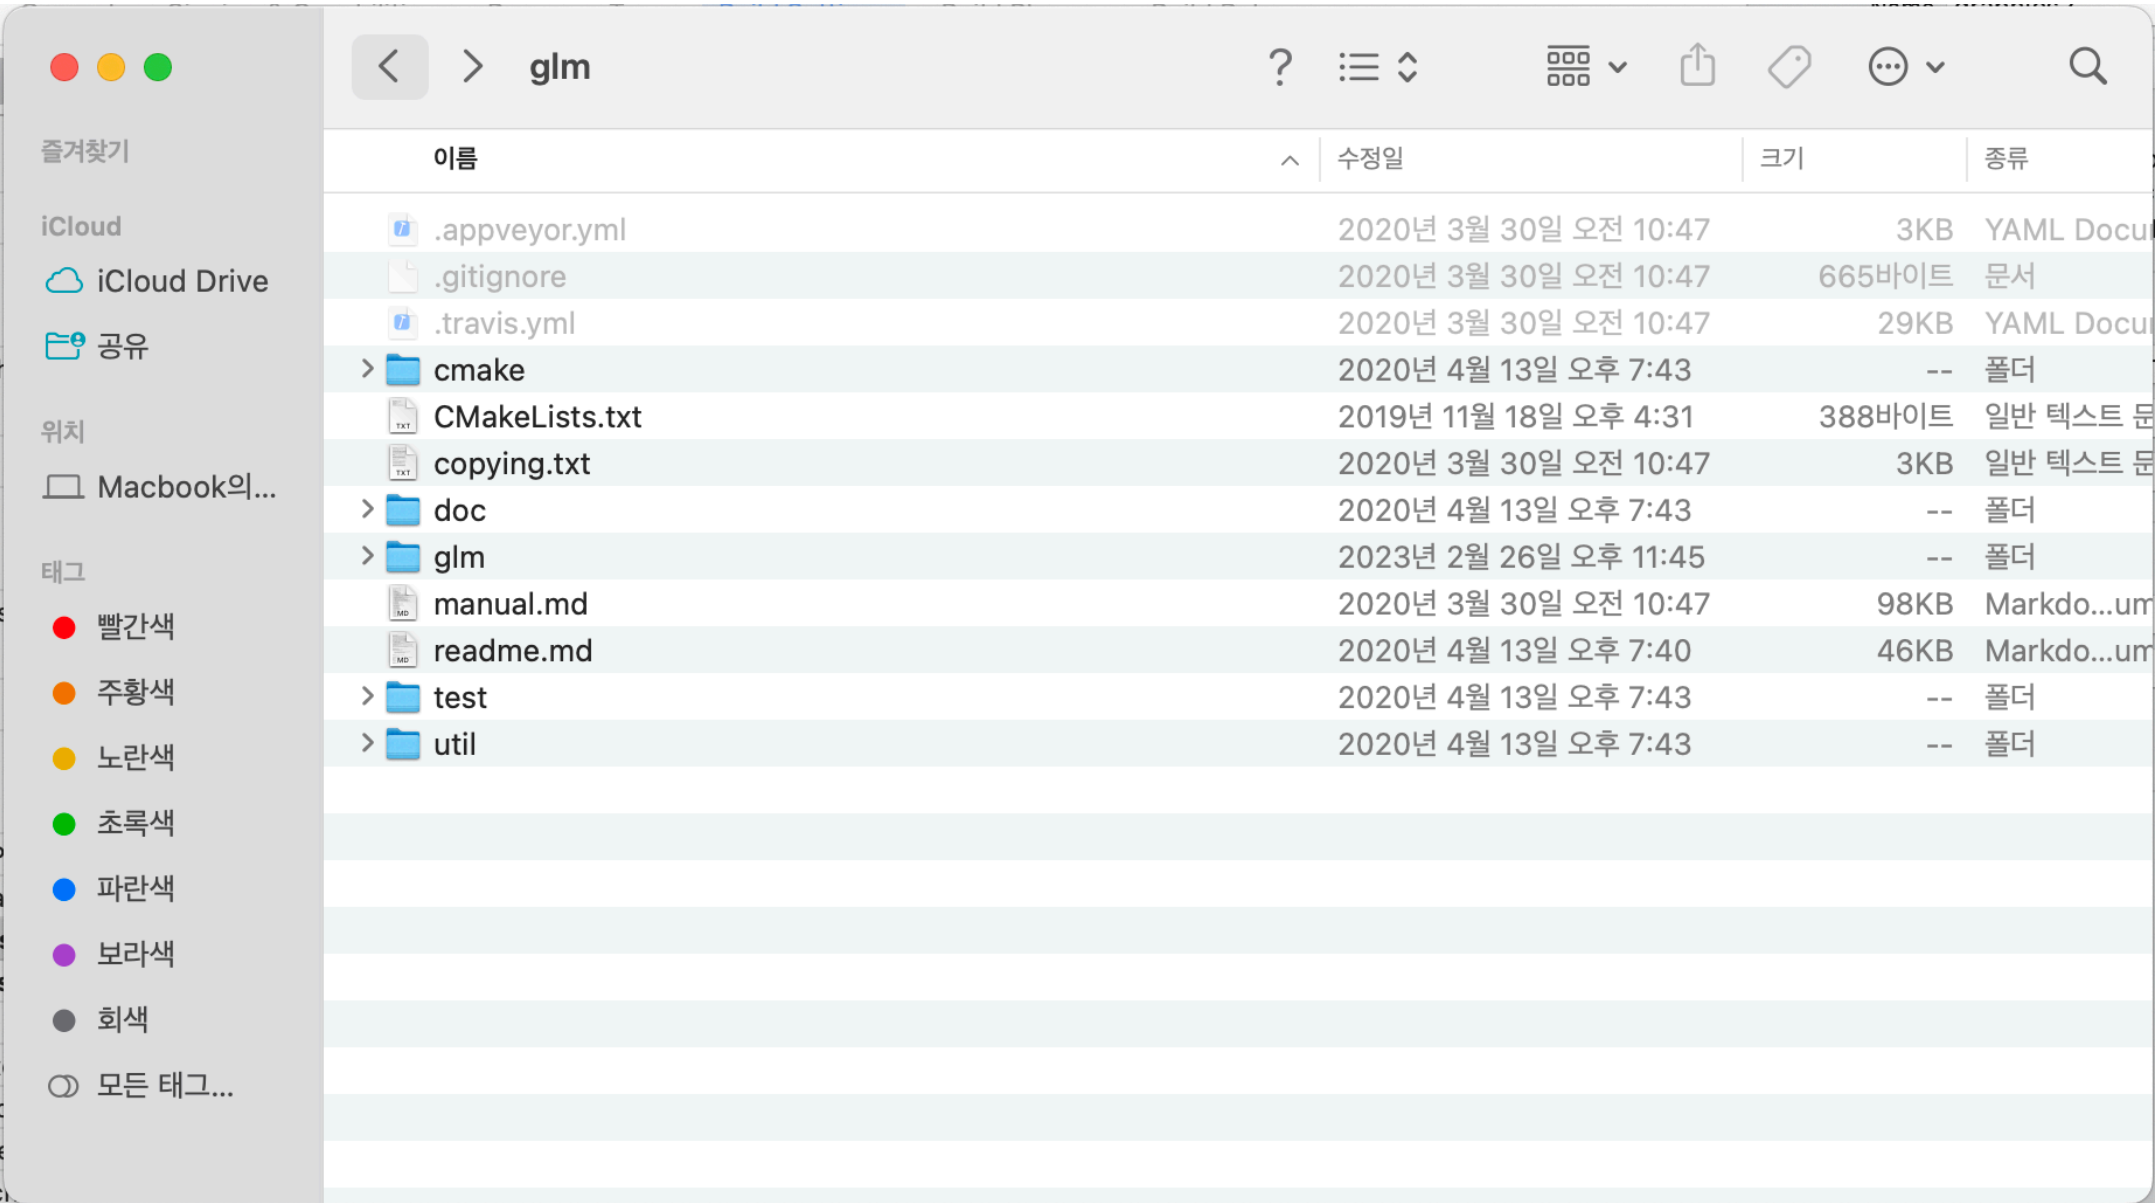 glm
즐겨찾기
iCloud
iCloud Drive
공유
위치
Macbook의...
태그
빨간색
주황색
노란색
초록색
파란색
보라색
회색
모든 태그...
이름 수정일 크기 종류
.appveyor.yml 2020년 3월 30일 오전 10:47 3KB YAML
.gitignore 2020년 3월 30일 오전 10:47 665바이트 문서
.travis.yml 2020년 3월 30일 오전 10:47 29KB YAML
cmake 2020년 4월 13일 오후 7:43 -- 폴더
CMakeLists.txt 2019년 11월 18일 오후 4:31 388바이트 일반 텍스트
copying.txt 2020년 3월 30일 오전 10:47 3KB 일반 텍스트
doc 2020년 4월 13일 오후 7:43 -- 폴더
glm 2023년 2월 26일 오후 11:45 -- 폴더
manual.md 2020년 3월 30일 오전 10:47 98KB Markdo...um
readme.md 2020년 4월 13일 오후 7:40 46KB Markdo...um
test 2020년 4월 13일 오후 7:43 -- 폴더
util 2020년 4월 13일 오후 7:43 -- 폴더